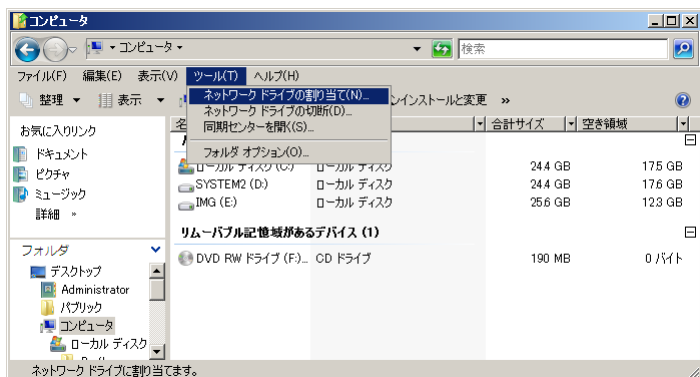 コンピュータ
コンピュータ
検索
ファイル(F) 編集(E) 表示(V) ツール(T) ヘルプ(H)
整理 表示 ンインストールと変更 »
ネットワーク ドライブの割り当て(N)...
ネットワーク ドライブの切断(D)...
同期センターを開く(S)...
フォルダ オプション(O)...
お気に入りリンク
ドキュメント
ピクチャ
ミュージック
詳細 »
フォルダ
デスクトップ
Administrator
パブリック
コンピュータ
ローカル ディスク
名 合計サイズ 空き領域
ローカル ディスク (C:) ローカル ディスク 24.4 GB 17.5 GB
SYSTEM2 (D:) ローカル ディスク 24.4 GB 17.6 GB
IMG (E:) ローカル ディスク 25.6 GB 12.3 GB
リムーバブル記憶域があるデバイス (1)
DVD RW ドライブ (F:)... CD ドライブ 190 MB 0 バイト
ネットワーク ドライブに割り当てます。